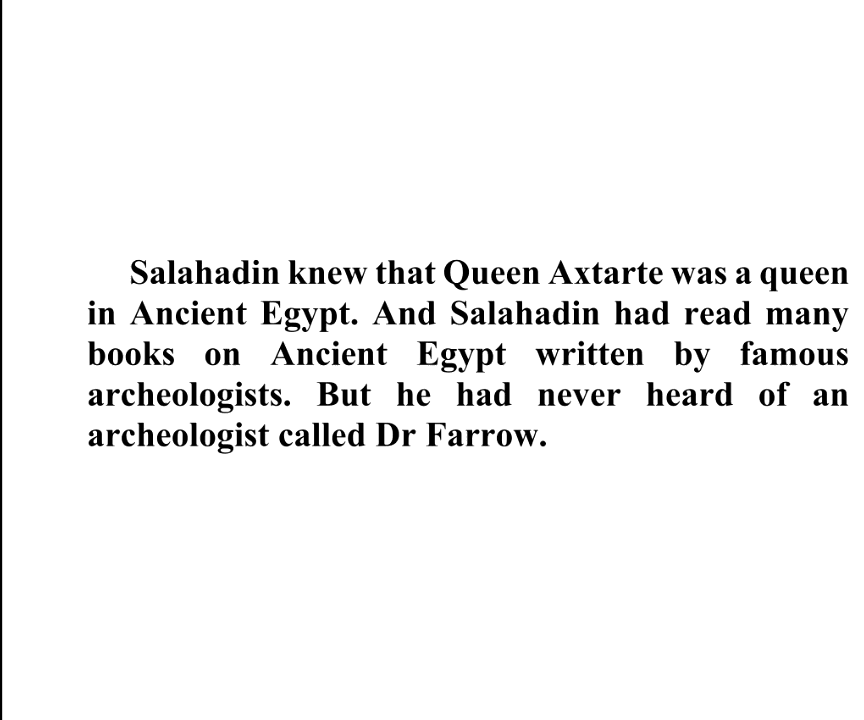 Salahadin knew that Queen Axtarte was a queen
in Ancient Egypt. And Salahadin had read many
books on Ancient Egypt written by famous
archeologists. But he had never heard of an
archeologist called Dr Farrow.